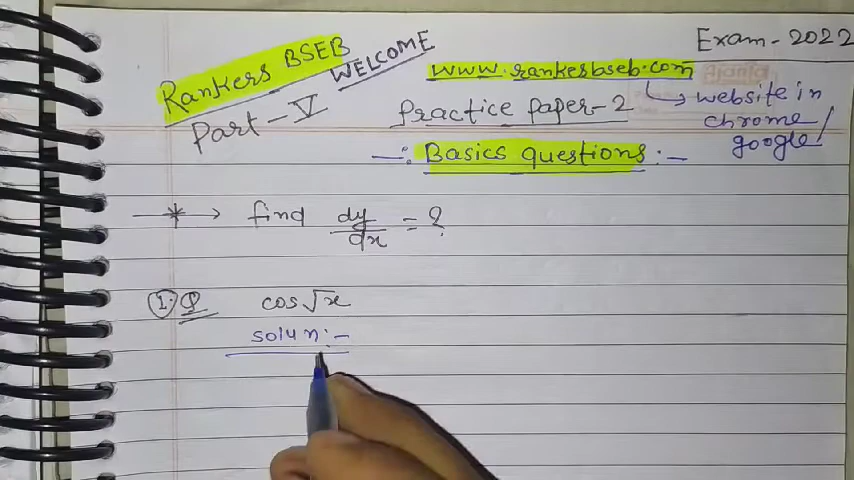 Rankers BSEB
WELCOME
Part - V
Exam - 2022
www.rankersbseb.com
Practice paper - 2
website in
chrome /
google
-: Basics questions :-
find dy/dx = ?
1. Q cos√x
solun :-